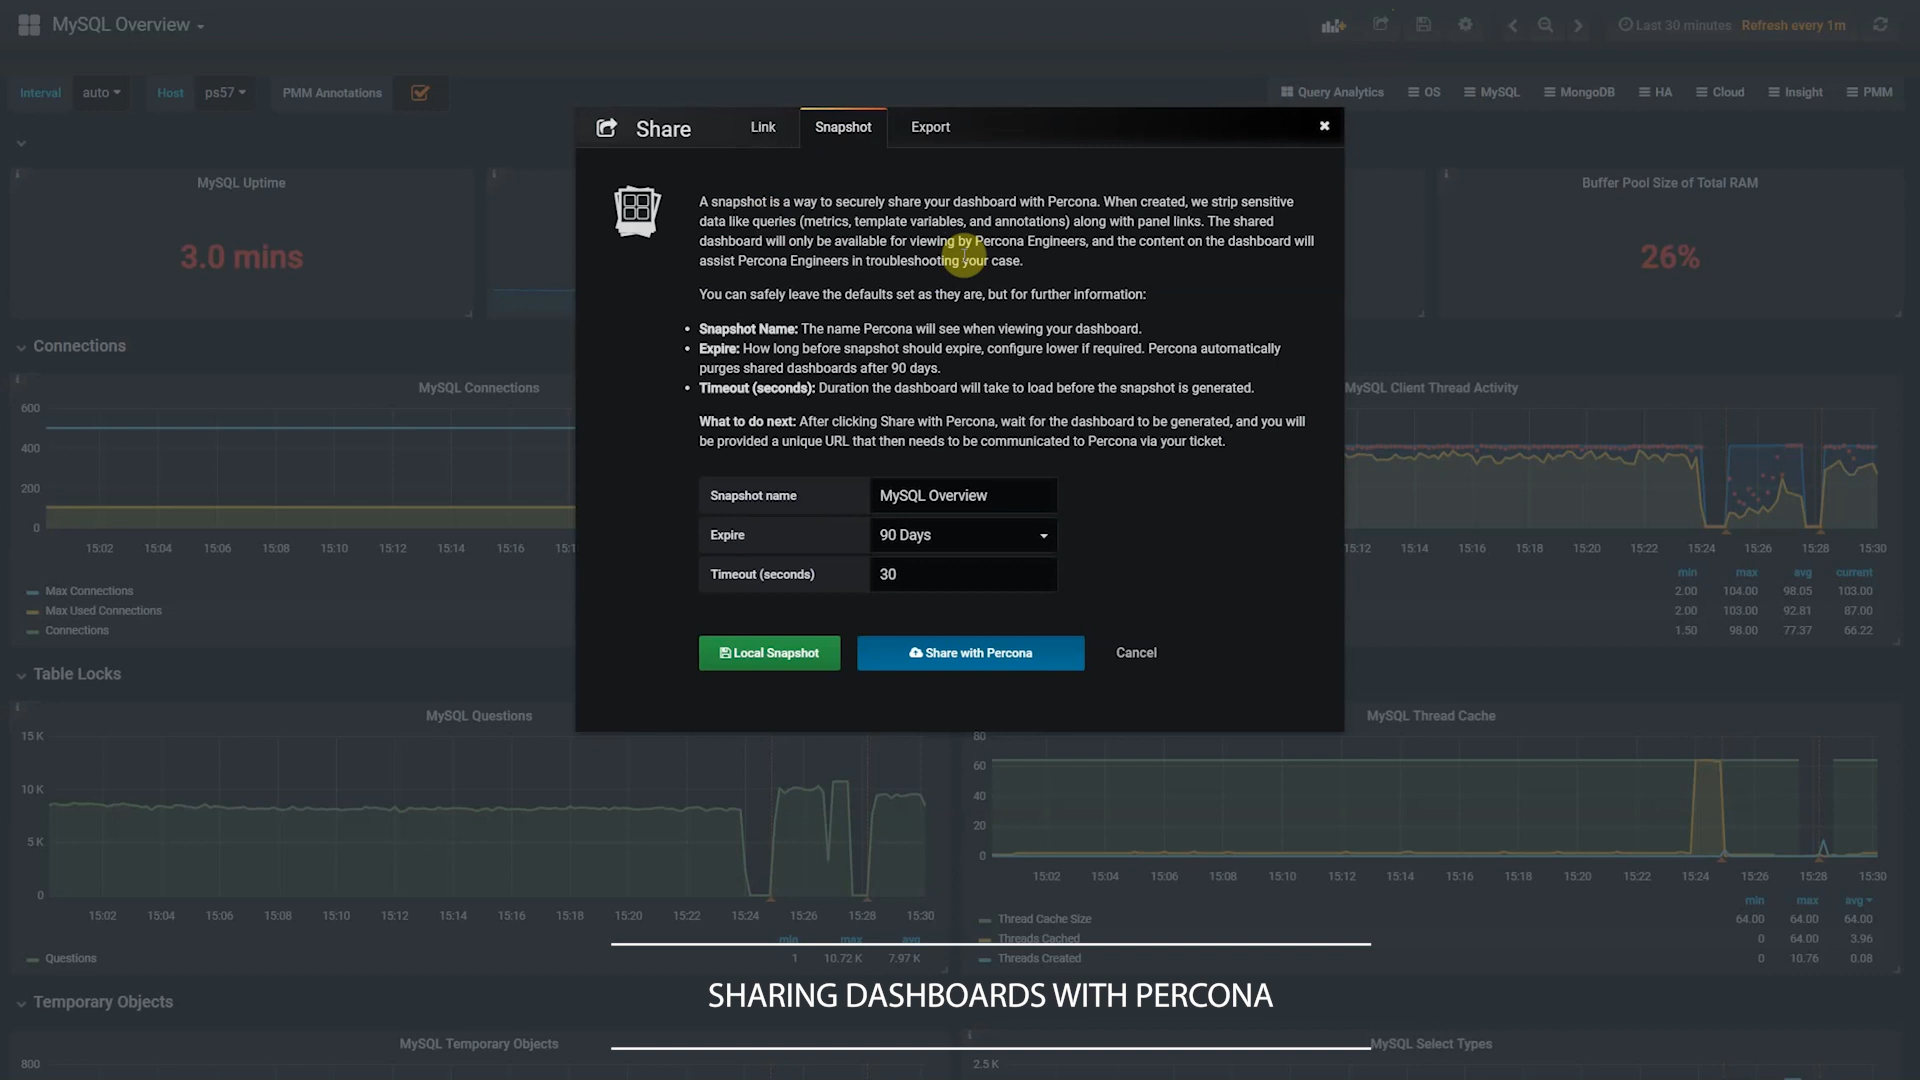 MySQL Overview
Last 30 minutes Refresh every 1m
Interval auto Host ps57 PMM Annotations
Query Analytics OS MySQL MongoDB HA Cloud Insight PMM
Share Link Snapshot Export
MySQL Uptime
3.0 mins
Buffer Pool Size of Total RAM
26%
A snapshot is a way to securely share your dashboard with Percona. When created, we strip sensitive
data like queries (metrics, template variables, and annotations) along with panel links. The shared
dashboard will only be available for viewing by Percona Engineers, and the content on the dashboard will
assist Percona Engineers in troubleshooting your case.
You can safely leave the defaults set as they are, but for further information:
• Snapshot Name: The name Percona will see when viewing your dashboard.
• Expire: How long before snapshot should expire, configure lower if required. Percona automatically
purges shared dashboards after 90 days.
• Timeout (seconds): Duration the dashboard will take to load before the snapshot is generated.
What to do next: After clicking Share with Percona, wait for the dashboard to be generated, and you will
be provided a unique URL that then needs to be communicated to Percona via your ticket.
Snapshot name MySQL Overview
Expire 90 Days
Timeout (seconds) 30
Local Snapshot Share with Percona Cancel
Connections
MySQL Connections
600
400
200
0
15:02 15:04 15:06 15:08 15:10 15:12 15:14 15:16
Max Connections
Max Used Connections
Connections
MySQL Client Thread Activity
15:12 15:14 15:16 15:18 15:20 15:22 15:24 15:26 15:28 15:30
min max avg current
2.00 104.00 98.05 103.00
2.00 103.00 92.81 87.00
1.50 98.00 77.37 66.22
Table Locks
MySQL Questions
15 K
10 K
5 K
0
15:02 15:04 15:06 15:08 15:10 15:12 15:14 15:16 15:18 15:20 15:22 15:24 15:26 15:28 15:30
min max avg
Questions 1 10.72 K 7.97 K
MySQL Thread Cache
80
60
40
20
0
15:02 15:04 15:06 15:08 15:10 15:12 15:14 15:16 15:18 15:20 15:22 15:24 15:26 15:28 15:30
min max avg
Thread Cache Size 64.00 64.00 64.00
Threads Cached 0 64.00 3.96
Threads Created 0 10.76 0.08
SHARING DASHBOARDS WITH PERCONA
Temporary Objects
MySQL Temporary Objects
800
MySQL Select Types
2.5 K